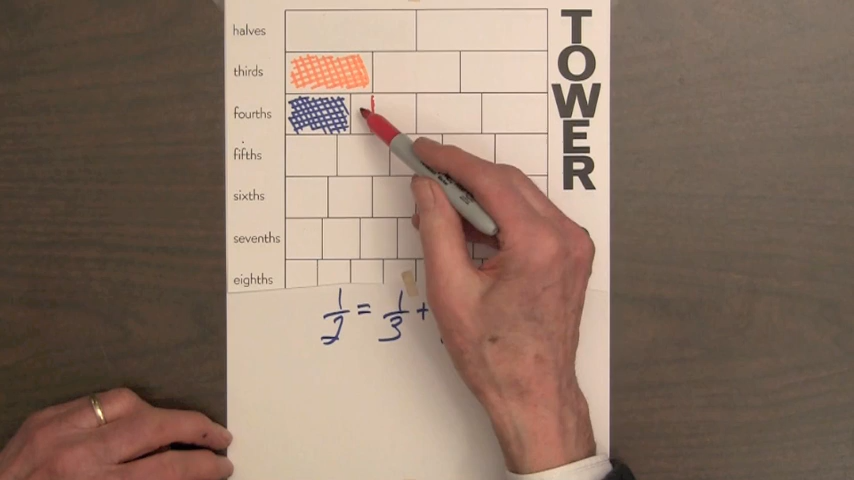 TOWER
halves
thirds
fourths
fifths
sixths
sevenths
eighths
1/2 = 1/3 +